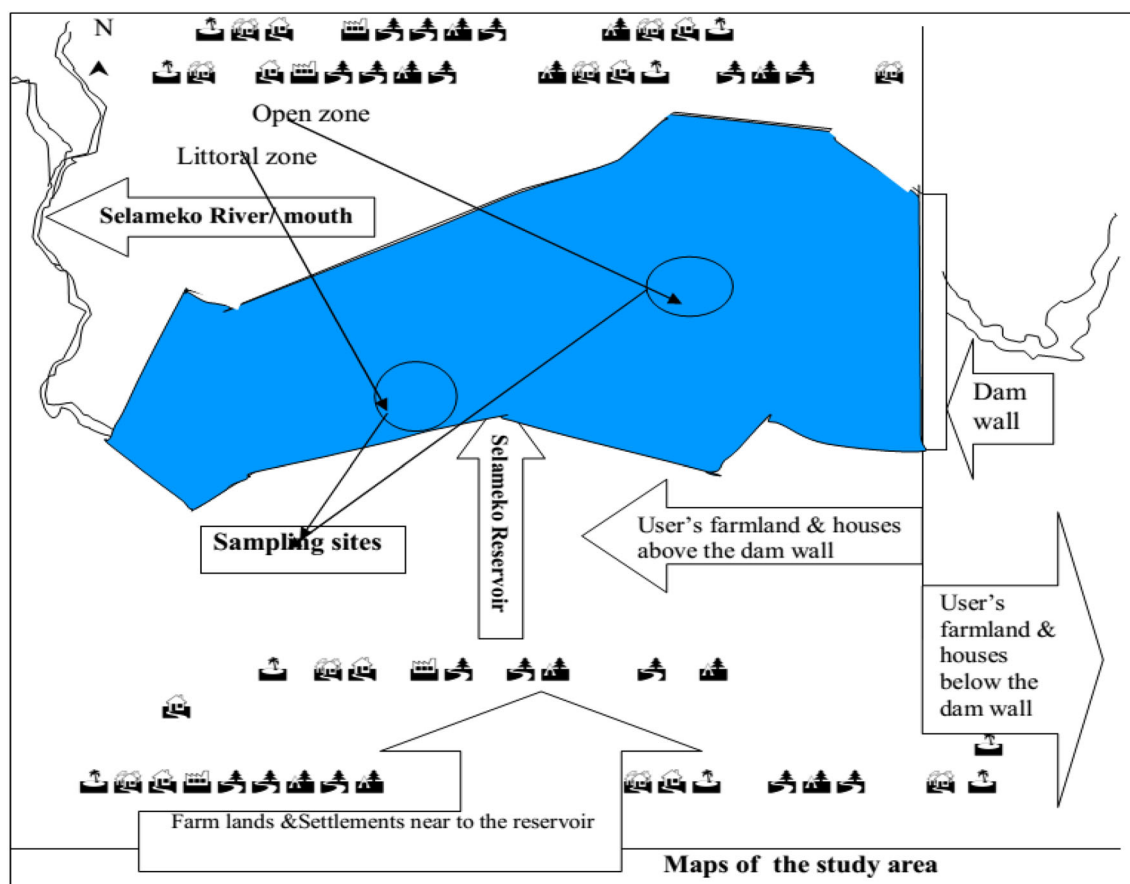 N
Open zone
Littoral zone
Selameko River/ mouth
Dam
wall
Selameko Reservoir
Sampling sites
User’s farmland & houses
above the dam wall
User’s
farmland &
houses
below the
dam wall
Farm lands &Settlements near to the reservoir
Maps of  the study area